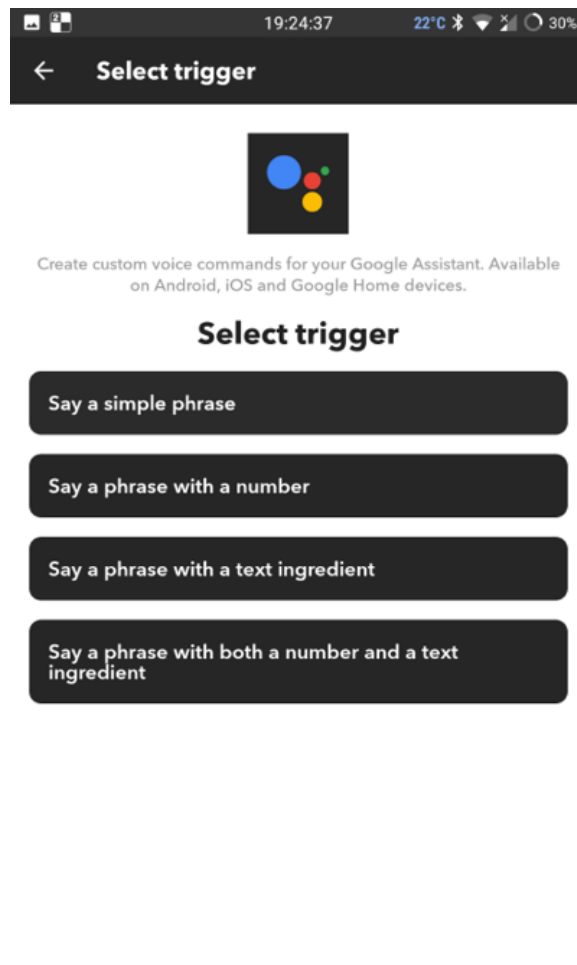 2
19:24:37
22°C
30%
Select trigger
Create custom voice commands for your Google Assistant. Available
on Android, iOS and Google Home devices.
Select trigger
Say a simple phrase
Say a phrase with a number
Say a phrase with a text ingredient
Say a phrase with both a number and a text
ingredient